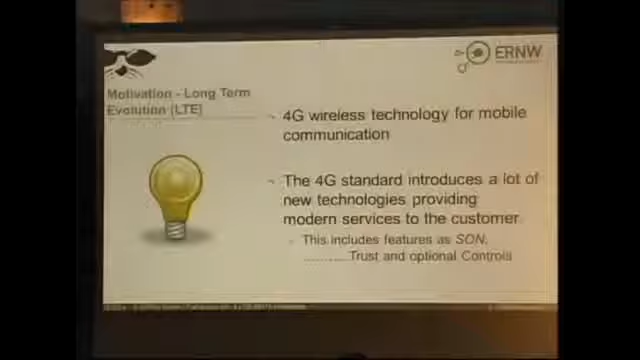 ERNW
Motivation - Long Term
Evolution (LTE)
4G wireless technology for mobile
communication
The 4G standard introduces a lot of
new technologies providing
modern services to the customer.
This includes features as SON,
...........Trust and optional Controls